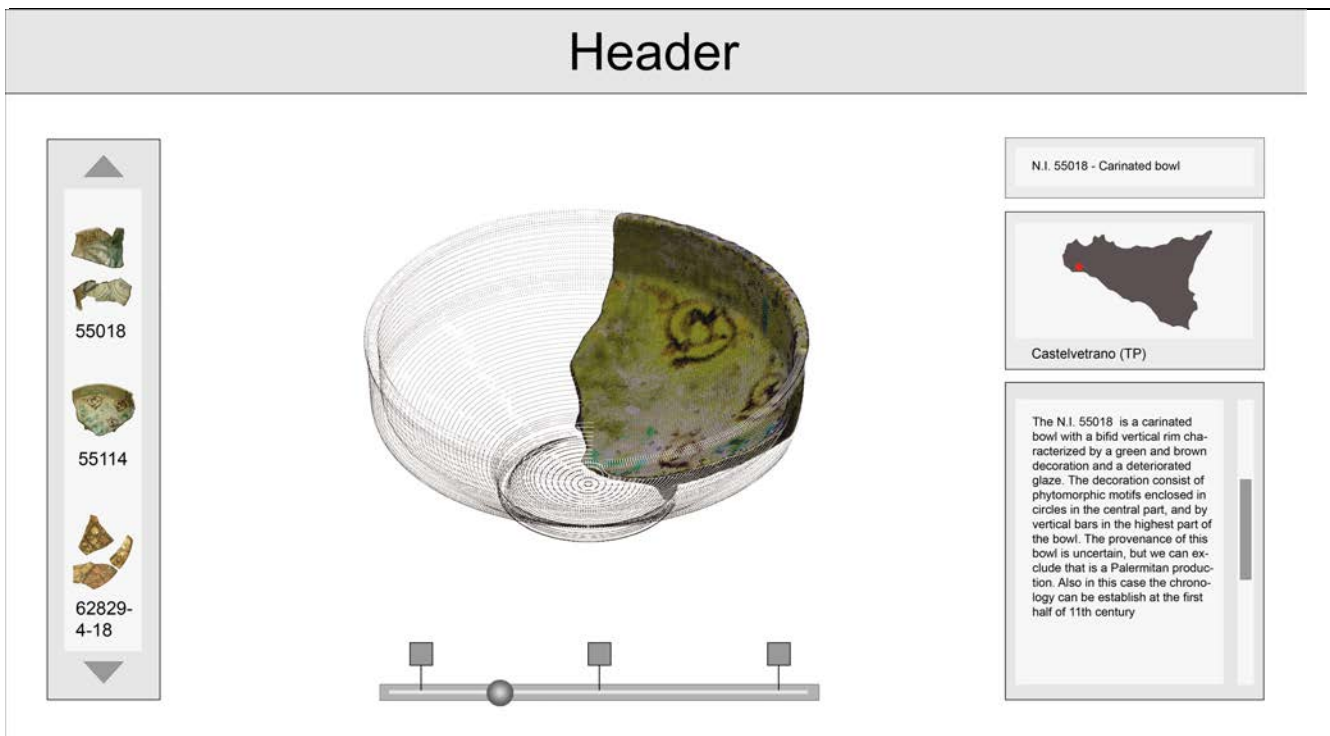 Header
55018
55114
62829-
4-18
N.I. 55018 - Carinated bowl
Castelvetrano (TP)
The N.I. 55018 is a carinated
bowl with a bifid vertical rim cha-
racterized by a green and brown
decoration and a deteriorated
glaze. The decoration consist of
phytomorphic motifs enclosed in
circles in the central part, and by
vertical bars in the highest part of
the bowl. The provenance of this
bowl is uncertain, but we can ex-
clude that is a Palermitan produc-
tion. Also in this case the chrono-
logy can be establish at the first
half of 11th century